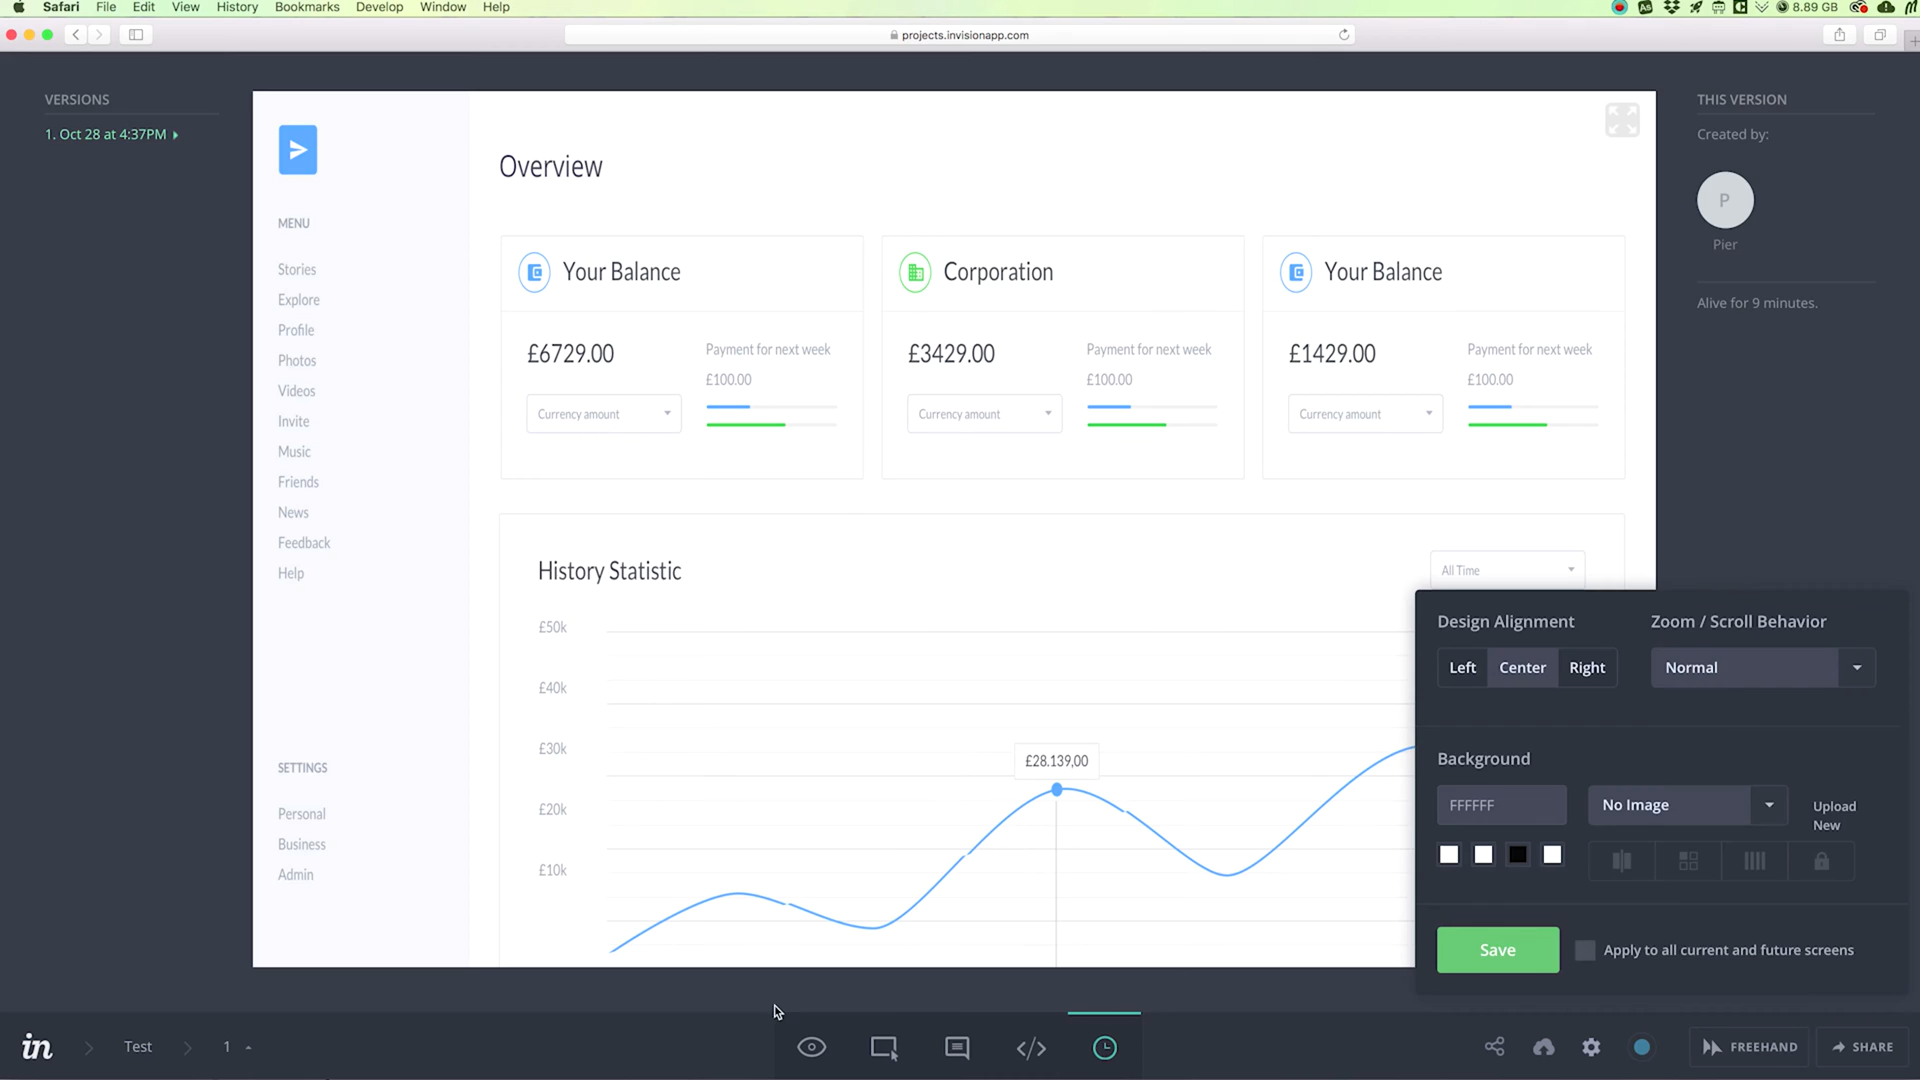 Safari File Edit View History Bookmarks Develop Window Help 8.89 GB
projects.invisionapp.com
VERSIONS
1. Oct 28 at 4:37PM
MENU
Stories
Explore
Profile
Photos
Videos
Invite
Music
Friends
News
Feedback
Help
SETTINGS
Personal
Business
Admin
Overview
Your Balance
£6729.00
Payment for next week
£100.00
Currency amount
Corporation
£3429.00
Payment for next week
£100.00
Currency amount
Your Balance
£1429.00
Payment for next week
£100.00
Currency amount
History Statistic
All Time
£50k
£40k
£30k
£20k
£10k
£28.139,00
THIS VERSION
Created by:
P
Pier
Alive for 9 minutes.
Design Alignment
Left Center Right
Zoom / Scroll Behavior
Normal
Background
FFFFFF
No Image
Upload
New
Save
Apply to all current and future screens
in Test 1
FREEHAND
SHARE